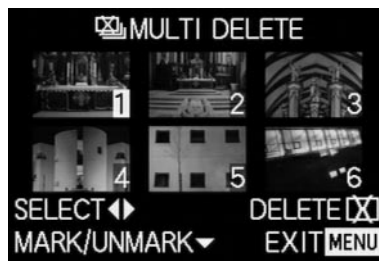 MULTI DELETE
1 2 3
4 5 6
SELECT◀▶ DELETE
MARK/UNMARK▼ EXIT MENU